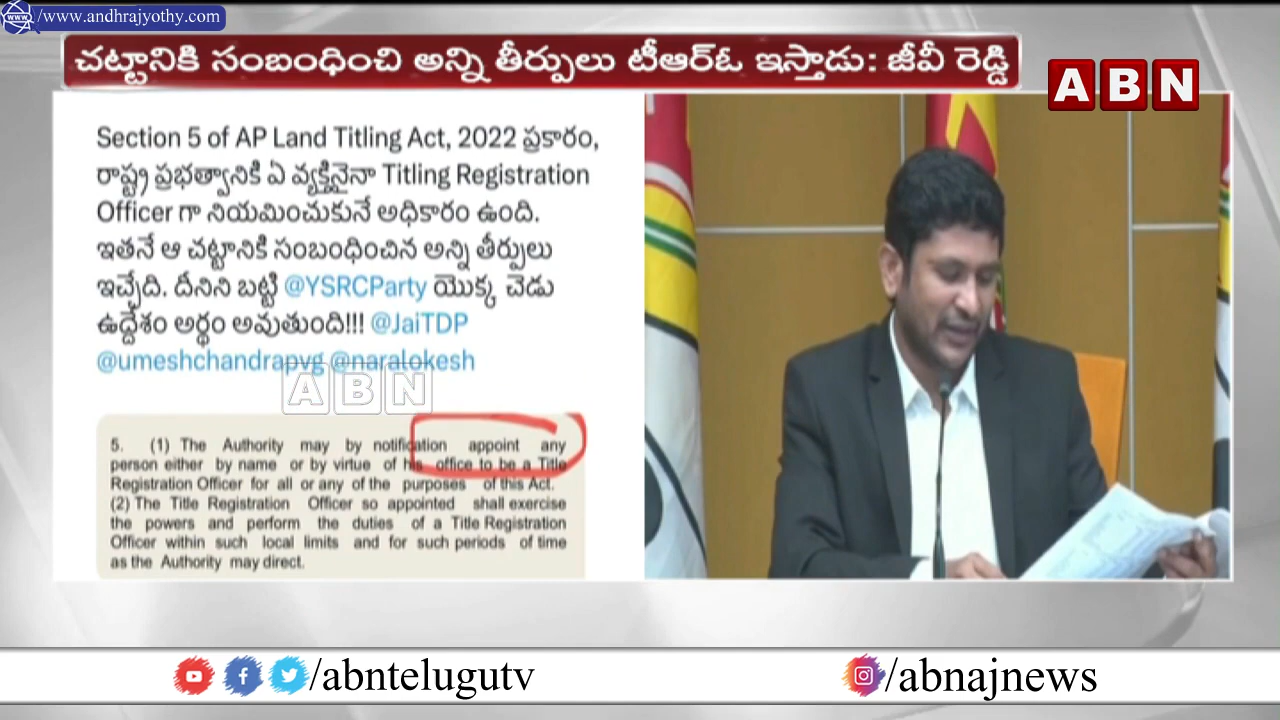 /www.andhrajyothy.com/
చట్టానికి సంబంధించి అన్ని తీర్పులు టీఆర్ఓ ఇస్తాడు: జీవీ రెడ్డి
ABN
Section 5 of AP Land Titling Act, 2022 ప్రకారం,
రాష్ట్ర ప్రభత్వానికి ఏ వ్యక్తినైనా Titling Registration
Officer గా నియమించుకునే అధికారం ఉంది.
ఇతనే ఆ చట్టానికి సంబంధించిన అన్ని తీర్పులు
ఇచ్చేది. దీనిని బట్టి @YSRCParty యొక్క చెడు
ఉద్దేశం అర్థం అవుతుంది!!! @JaiTDP
@umeshchandrapvg @naralokesh
ABN
5. (1) The Authority may by notification appoint any
person either by name or by virtue of his office to be a Title
Registration Officer for all or any of the purposes of this Act.
(2) The Title Registration Officer so appointed shall exercise
the powers and perform the duties of a Title Registration
Officer within such local limits and for such periods of time
as the Authority may direct.
/abntelugutv
/abnajnews